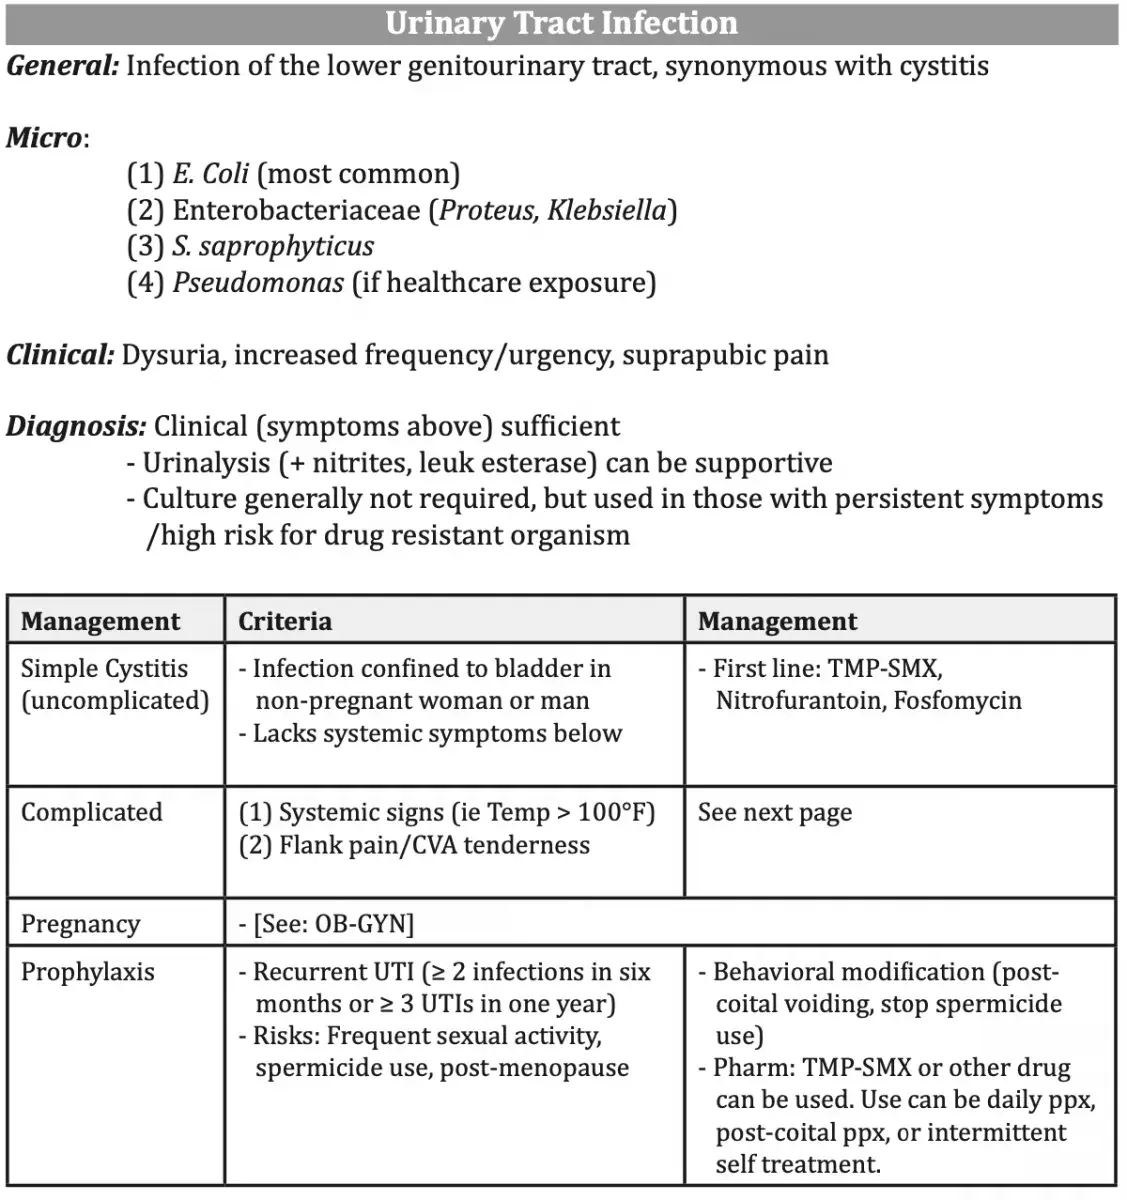 Urinary Tract Infection
General: Infection of the lower genitourinary tract, synonymous with cystitis
Micro:
(1) E. Coli (most common)
(2) Enterobacteriaceae (Proteus, Klebsiella)
(3) S. saprophyticus
(4) Pseudomonas (if healthcare exposure)
Clinical: Dysuria, increased frequency/urgency, suprapubic pain
Diagnosis: Clinical (symptoms above) sufficient
- Urinalysis (+ nitrites, leuk esterase) can be supportive
- Culture generally not required, but used in those with persistent symptoms
/high risk for drug resistant organism
Management
Criteria
Management
Simple Cystitis
(uncomplicated)
- Infection confined to bladder in
non-pregnant woman or man
- Lacks systemic symptoms below
- First line: TMP-SMX,
Nitrofurantoin, Fosfomycin
Complicated
(1) Systemic signs (ie Temp > 100°F)
(2) Flank pain/CVA tenderness
See next page
Pregnancy
- [See: OB-GYN]
Prophylaxis
- Recurrent UTI (≥ 2 infections in six
months or ≥ 3 UTIs in one year)
- Risks: Frequent sexual activity,
spermicide use, post-menopause
- Behavioral modification (post-
coital voiding, stop spermicide
use)
- Pharm: TMP-SMX or other drug
can be used. Use can be daily ppx,
post-coital ppx, or intermittent
self treatment.